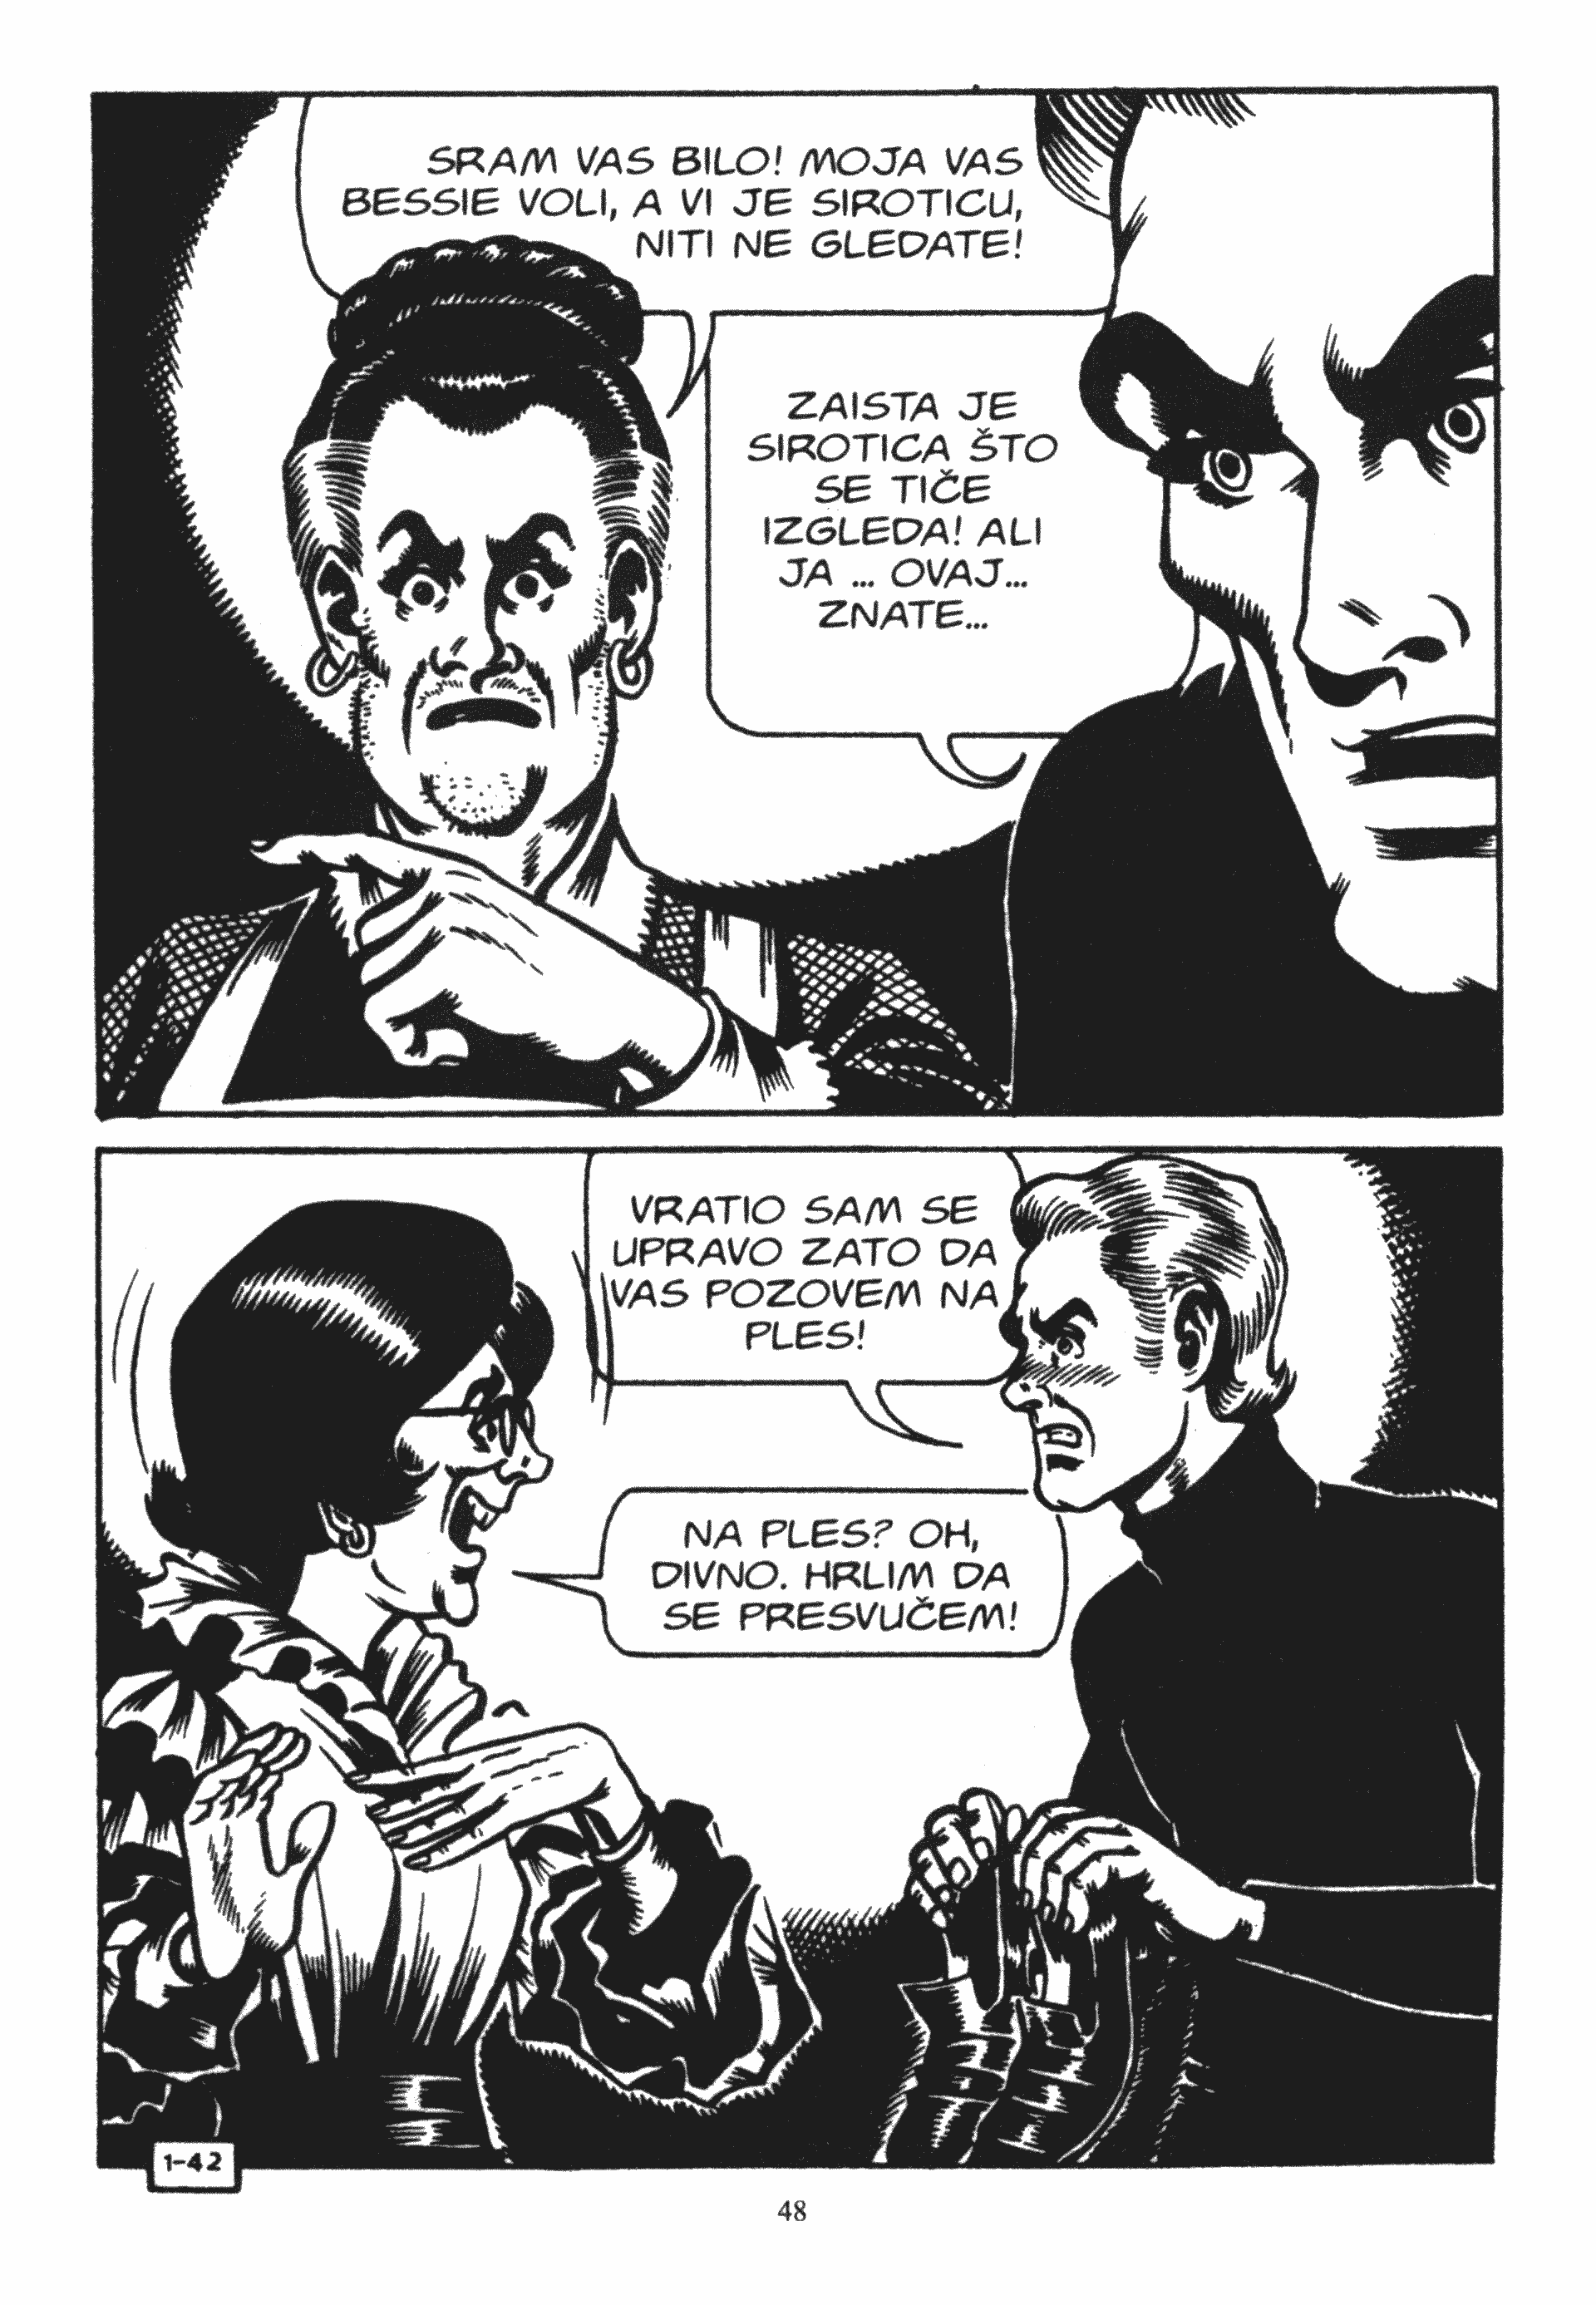 SRAM VAS BILO! MOJA VAS
BESSIE VOLI, A VI JE SIROTICU,
NITI NE GLEDATE!
ZAISTA JE
SIROTICA ŠTO
SE TIČE
IZGLEDA! ALI
JA ... OVAJ...
ZNATE...
VRATIO SAM SE
UPRAVO ZATO DA
VAS POZOVEM NA
PLES!
NA PLES? OH,
DIVNO. HRLIM DA
SE PRESVUČEM!
1-42
48